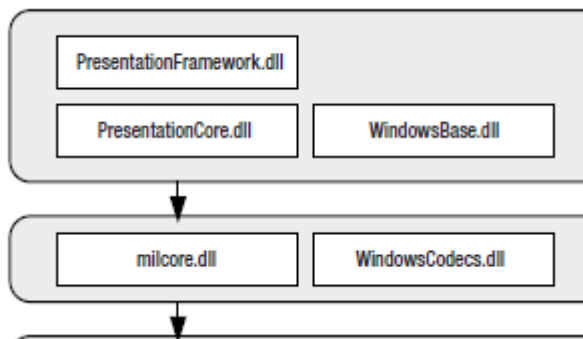 PresentationFramework.dll
PresentationCore.dll
WindowsBase.dll
milcore.dll
WindowsCodecs.dll